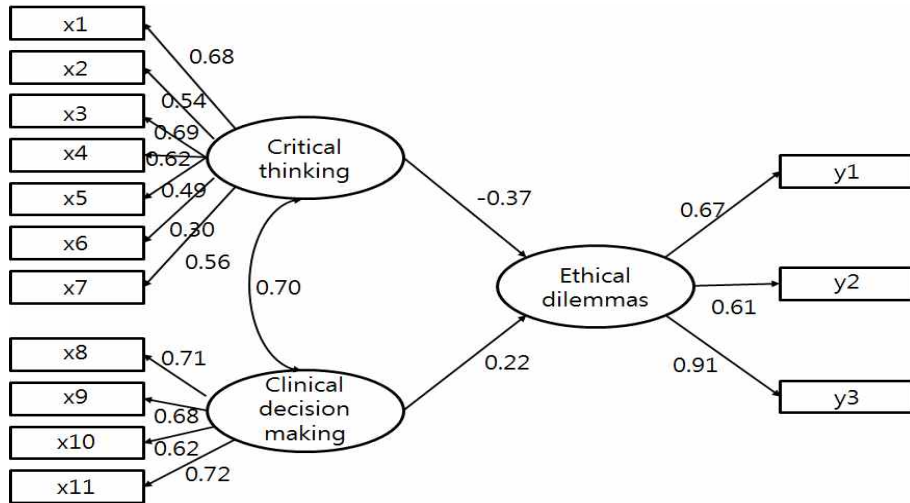 x1
x2
x3
x4
x5
x6
x7
x8
x9
x10
x11
0.68
0.54
0.69
0.62
0.49
0.30
0.56
0.71
0.68
0.62
0.72
Critical
thinking
0.70
Clinical
decision
making
-0.37
0.22
Ethical
dilemmas
0.67
0.61
0.91
y1
y2
y3